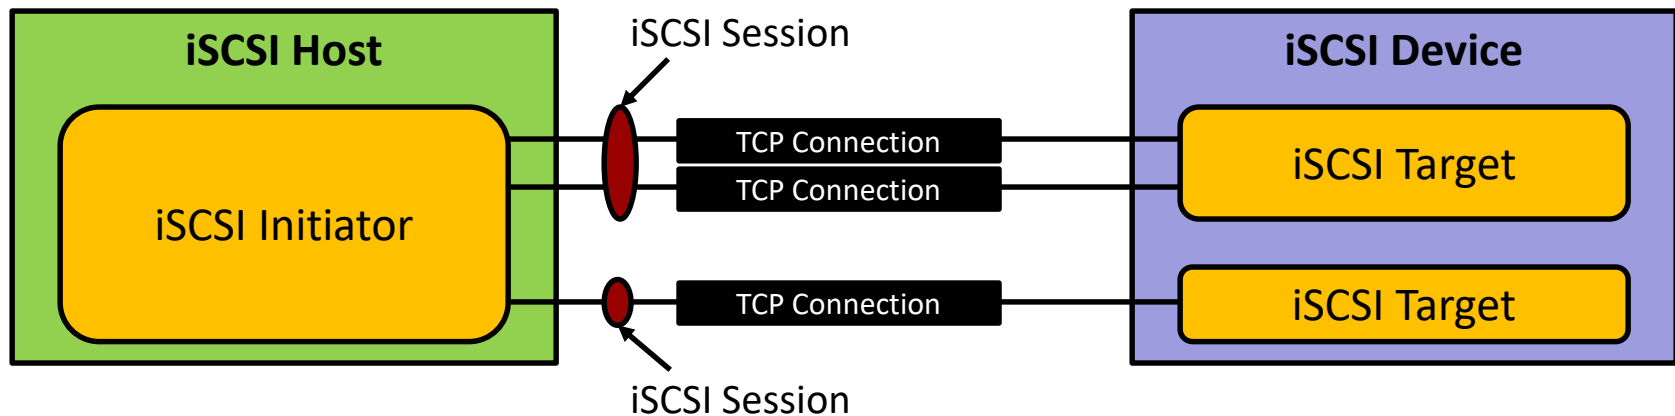 iSCSI Host
iSCSI Session
iSCSI Device
iSCSI Initiator
TCP Connection
TCP Connection
iSCSI Target
TCP Connection
iSCSI Target
iSCSI Session